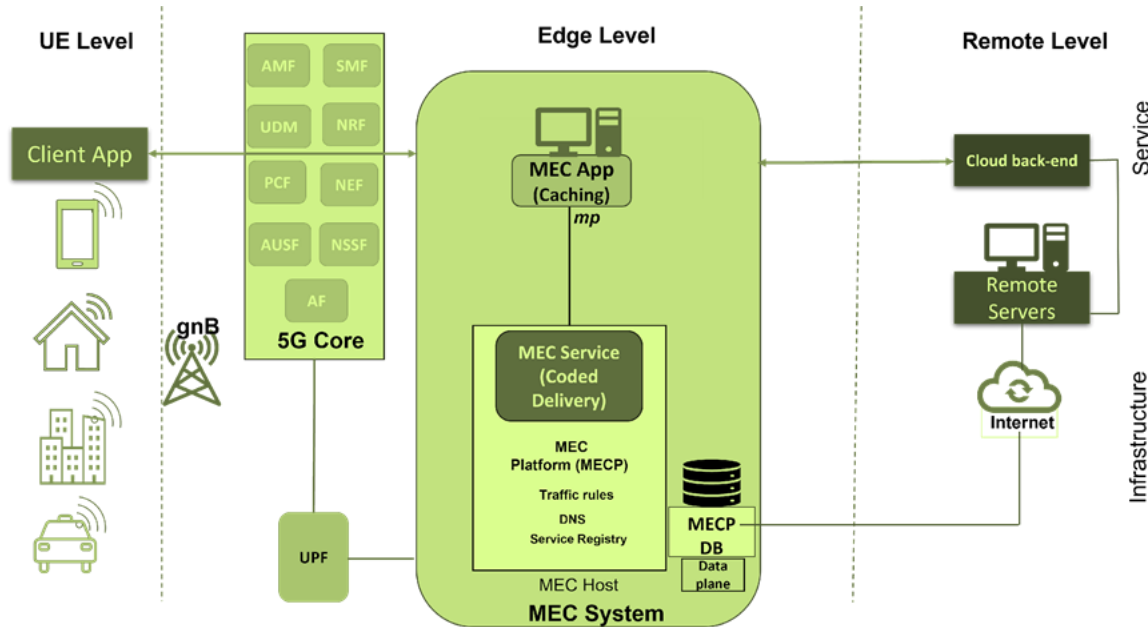 UE Level
Edge Level
Remote Level
Service
Infrastructure
Client App
gnB
AMF
SMF
UDM
NRF
PCF
NEF
AUSF
NSSF
AF
5G Core
UPF
MEC App
(Caching)
mp
MEC Service
(Coded
Delivery)
MEC
Platform (MECP)
Traffic rules
DNS
Service Registry
MECP
DB
Data
plane
MEC Host
MEC System
Cloud back-end
Remote
Servers
Internet